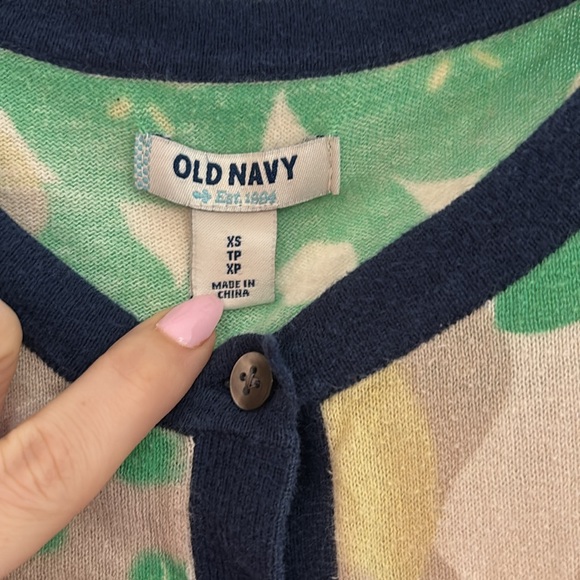 OLD NAVY
Est. 1994
XS
TP
XP
MADE IN
CHINA